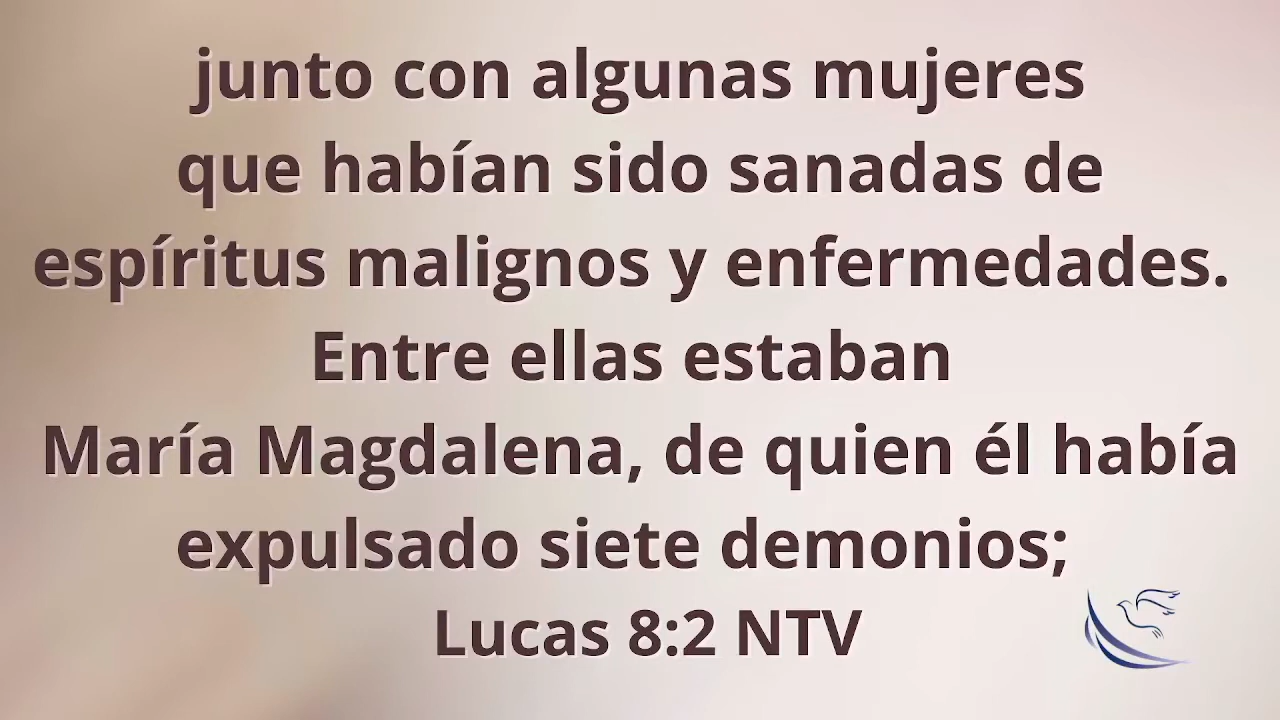 junto con algunas mujeres
que habían sido sanadas de
espíritus malignos y enfermedades.
Entre ellas estaban
María Magdalena, de quien él había
expulsado siete demonios;
Lucas 8:2 NTV